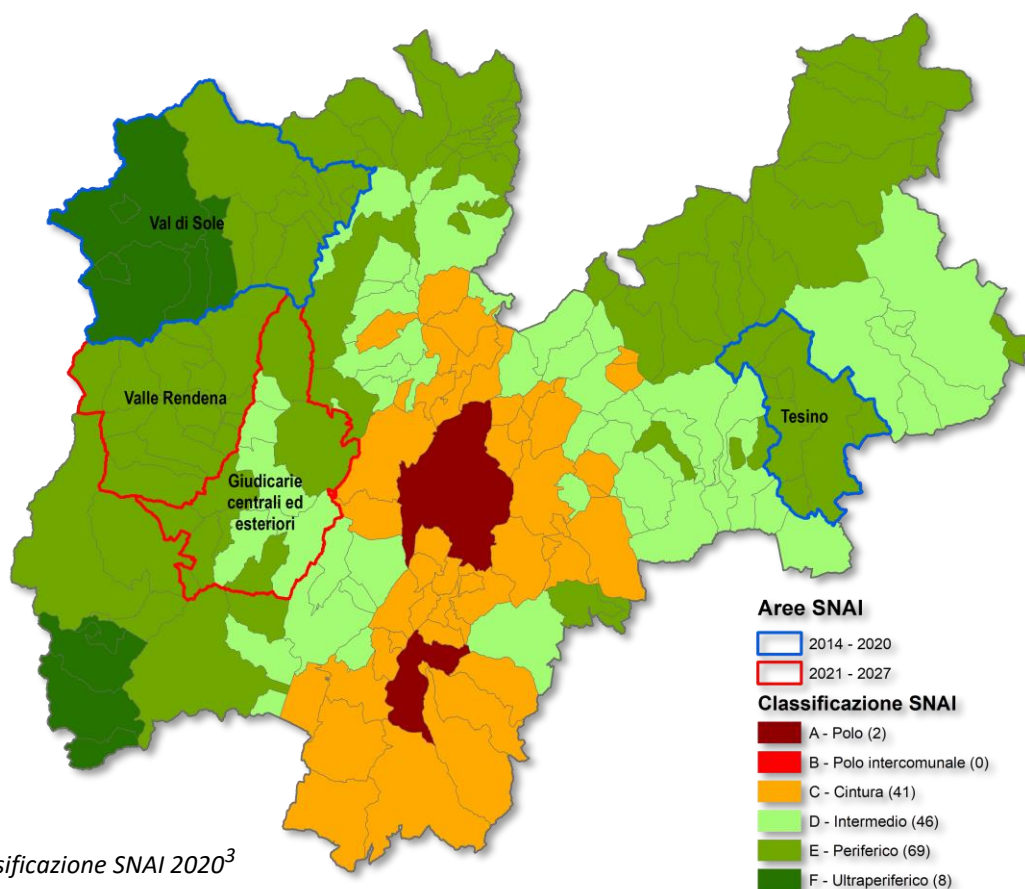 Val di Sole
Valle Rendena
Tesino
Giudicarie
centrali ed
esteriori
Aree SNAI
2014 - 2020
2021 - 2027
Classificazione SNAI
A - Polo (2)
B - Polo intercomunale (0)
C - Cintura (41)
D - Intermedio (46)
E - Periferico (69)
F - Ultraperiferico (8)
sificazione SNAI 2020³